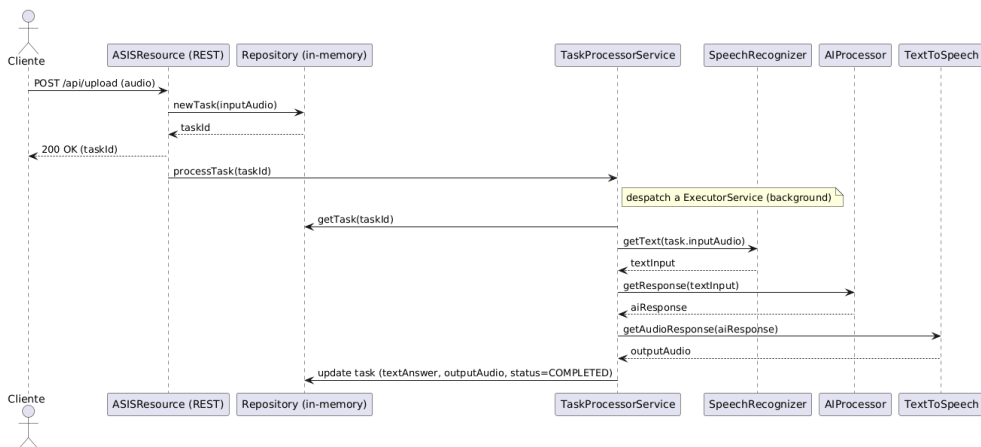 Cliente
ASISResource (REST)
Repository (in-memory)
TaskProcessorService
SpeechRecognizer
AIProcessor
TextToSpeech
POST /api/upload (audio)
newTask(inputAudio)
taskId
200 OK (taskId)
processTask(taskId)
despatch a ExecutorService (background)
getTask(taskId)
getText(task.inputAudio)
textInput
getResponse(textInput)
aiResponse
getAudioResponse(aiResponse)
outputAudio
update task (textAnswer, outputAudio, status=COMPLETED)
Cliente
ASISResource (REST)
Repository (in-memory)
TaskProcessorService
SpeechRecognizer
AIProcessor
TextToSpeech